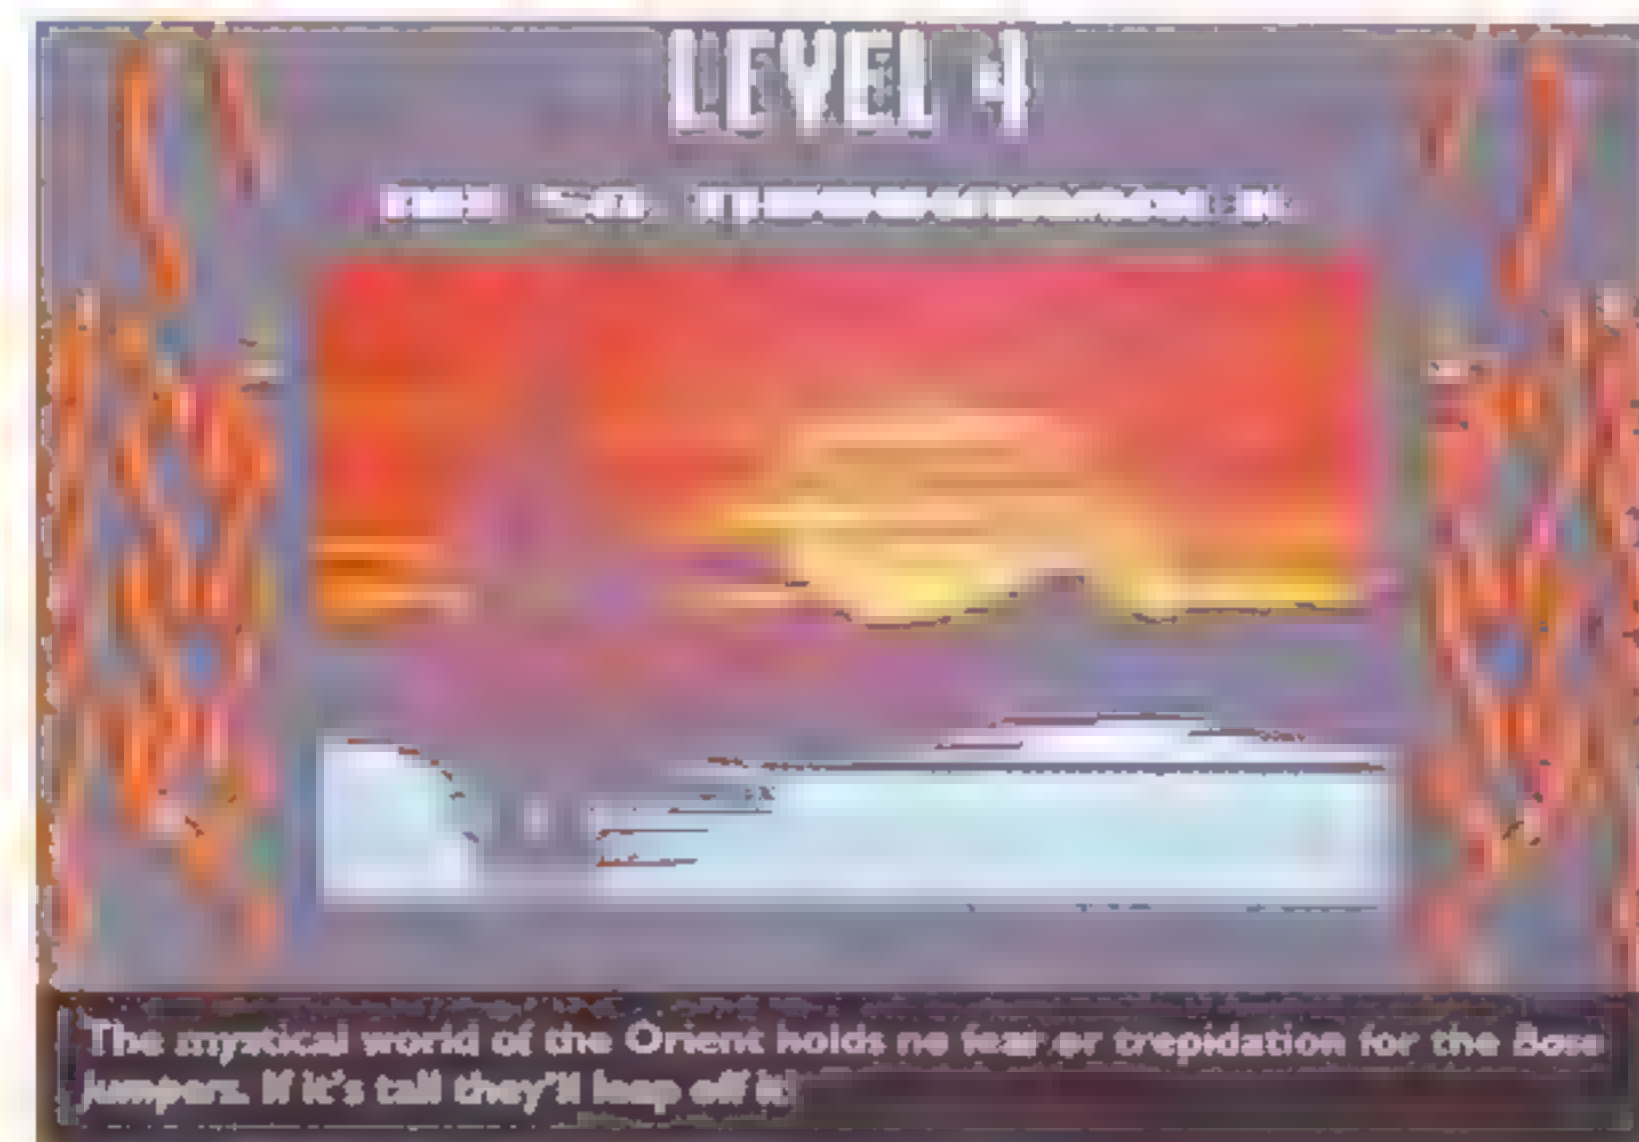 LEVEL 4
The mystical world of the Orient holds no fear or trepidation for the Base
Jumpers. If it's tall they'll leap off it